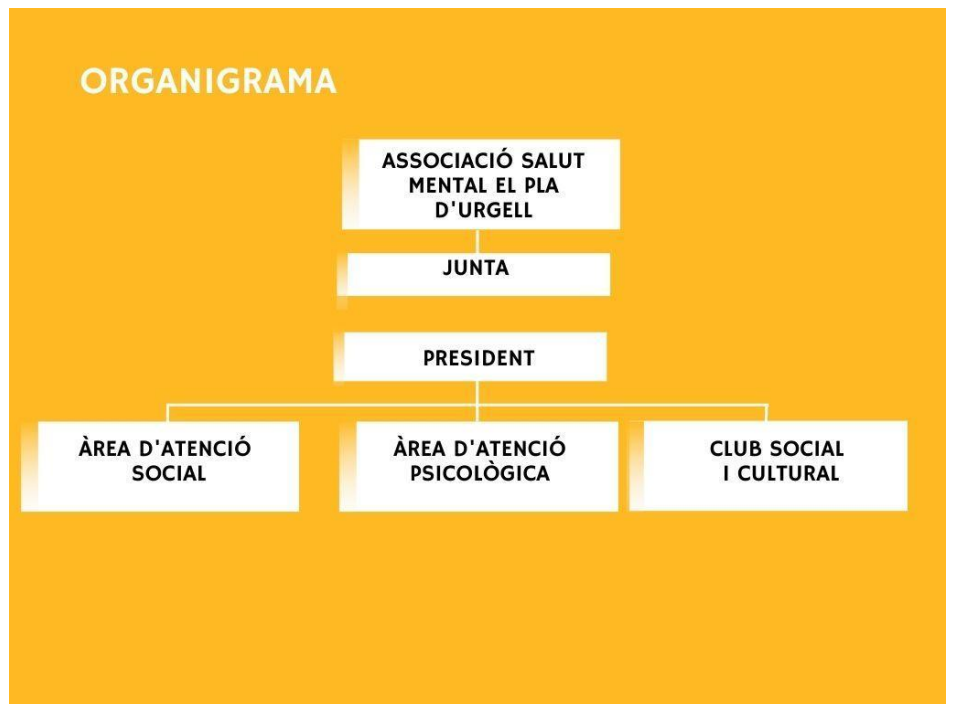 ORGANIGRAMA
ASSOCIACIÓ SALUT
MENTAL EL PLA
D'URGELL
JUNTA
PRESIDENT
ÀREA D'ATENCIÓ
SOCIAL
ÀREA D'ATENCIÓ
PSICOLÒGICA
CLUB SOCIAL
I CULTURAL